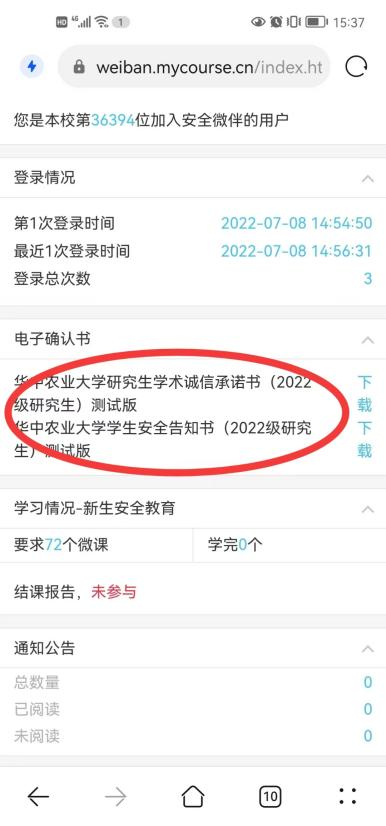 HD 4G 1 15:37
weiban.mycourse.cn/index.ht
您是本校第36394位加入安全微伴的用户
登录情况
第1次登录时间 2022-07-08 14:54:50
最近1次登录时间 2022-07-08 14:56:31
登录总次数 3
电子确认书
华中农业大学研究生学术诚信承诺书（2022 下
级研究生）测试版 载
华中农业大学学生安全告知书（2022级研究 下
生）测试版 载
学习情况-新生安全教育
要求72个微课 学完0个
结课报告，未参与
通知公告
总数量 0
已阅读 0
未阅读 0
10